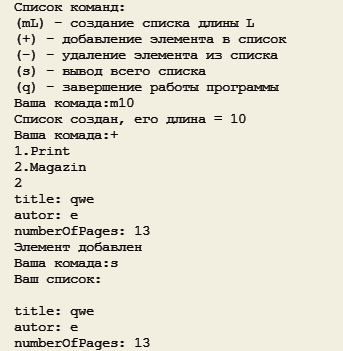 Список команд:
(mL) – создание списка длины L
(+) – добавление элемента в список
(-) – удаление элемента из списка
(s) – вывод всего списка
(q) – завершение работы программы
Ваша комада:m10
Список создан, его длина = 10
Ваша комада:+
1.Print
2.Magazin
2
title: qwe
autor: e
numberOfPages: 13
Элемент добавлен
Ваша комада:s
Ваш список:
title: qwe
autor: e
numberOfPages: 13